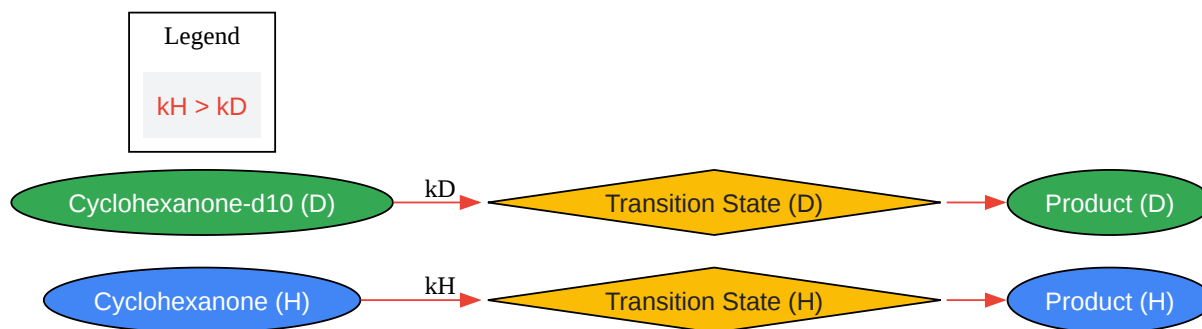 Legend
kH > kD
Cyclohexanone-d10 (D)
kD
Transition State (D)
Product (D)
Cyclohexanone (H)
kH
Transition State (H)
Product (H)